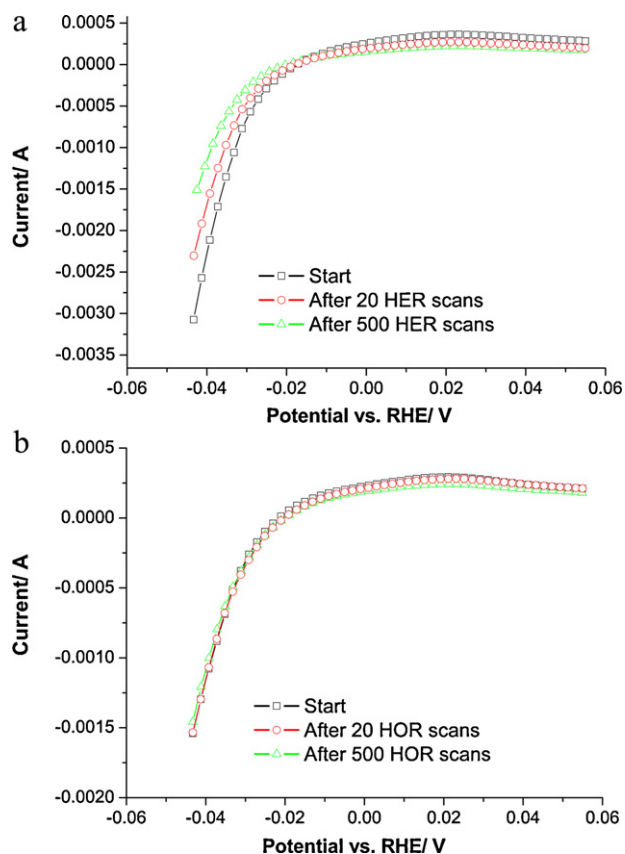 a
0.0005
0.0000
-0.0005
-0.0010
-0.0015
-0.0020
-0.0025
-0.0030
-0.0035
Current/ A
Start
After 20 HER scans
After 500 HER scans
-0.06 -0.04 -0.02 0.00 0.02 0.04 0.06
Potential vs. RHE/ V
b
0.0005
0.0000
-0.0005
-0.0010
-0.0015
-0.0020
Current/ A
Start
After 20 HOR scans
After 500 HOR scans
-0.06 -0.04 -0.02 0.00 0.02 0.04 0.06
Potential vs. RHE/ V